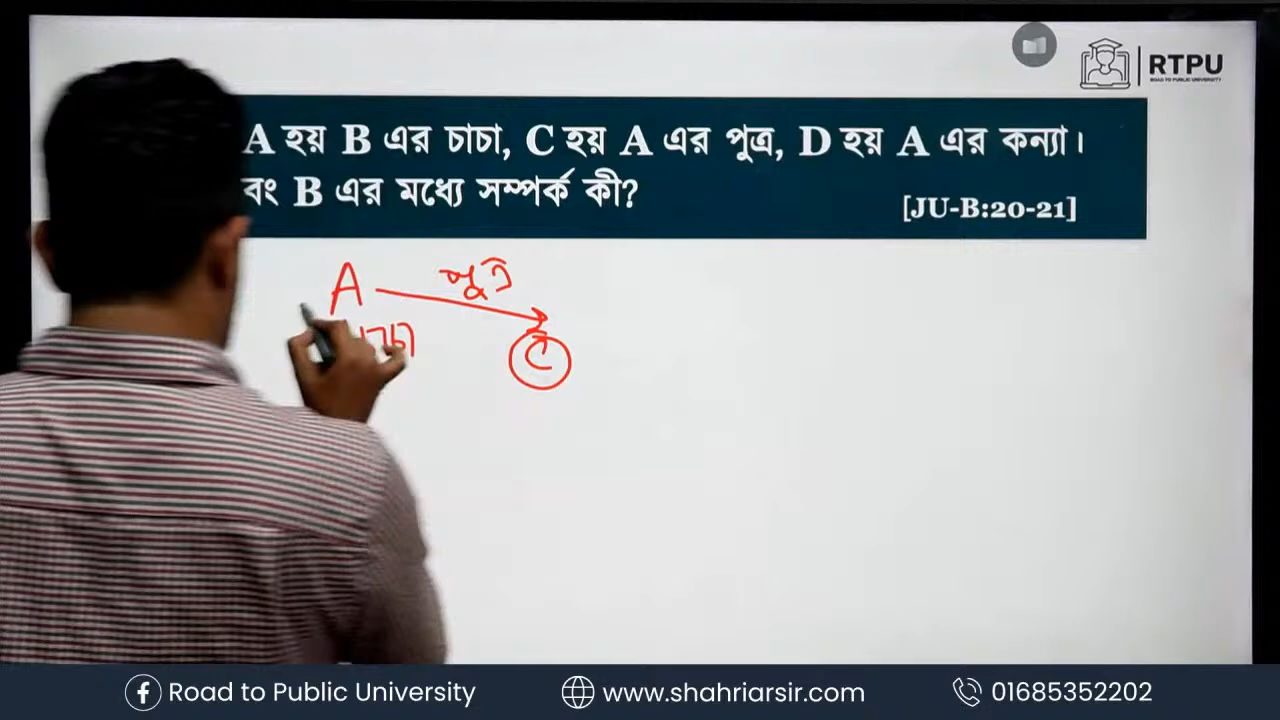 RTPU
ROAD TO PUBLIC UNIVERSITY
A হয় B এর চাচা, C হয় A এর পুত্র, D হয় A এর কন্যা।
বং B এর মধ্যে সম্পর্ক কী?
[JU-B:20-21]
A পুত্র
C
Road to Public University
www.shahriarsir.com
01685352202